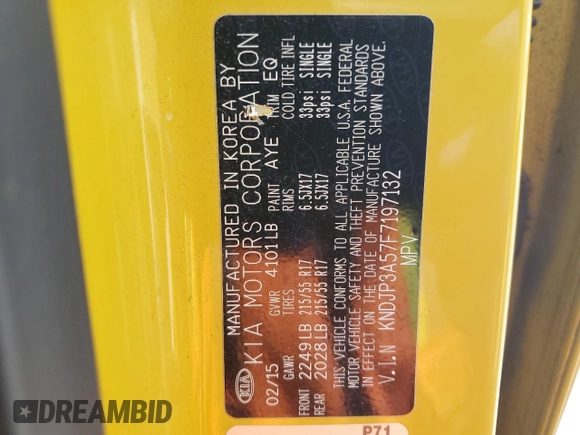 MANUFACTURED IN KOREA BY
KIA MOTORS CORPORATION
KIA
02/15 GVWR 4101LB PAINT AYE TRIM EQ
GAWR TIRES RIMS COLD TIRE INFL
FRONT 2249LB 215/55 R17 6.5JX17 33psi SINGLE
REAR 2028LB 215/55 R17 6.5JX17 33psi SINGLE
THIS VEHICLE CONFORMS TO ALL APPLICABLE U.S.A. FEDERAL
MOTOR VEHICLE SAFETY AND THEFT PREVENTION STANDARDS
IN EFFECT ON THE DATE OF MANUFACTURE SHOWN ABOVE.
V.I.N KNDJP3A57F7197132
MPV
P71
DREAMBID